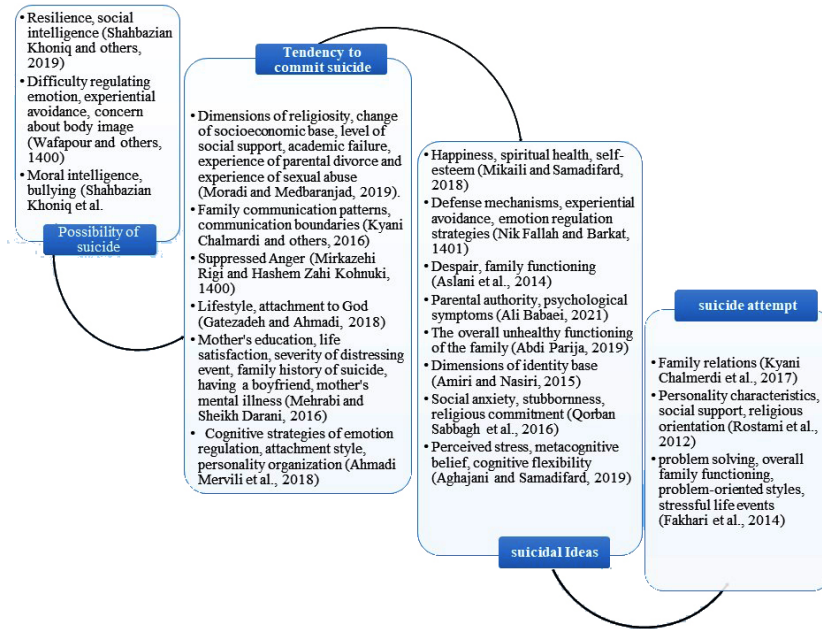 • Resilience, social
intelligence (Shahbazian
Khoniq and others,
2019)
• Difficulty regulating
emotion, experiential
avoidance, concern
about body image
(Wafapour and others,
1400)
• Moral intelligence,
bullying (Shahbazian
Khoniq et al.
Possibility of
suicide
Tendency to
commit suicide
• Dimensions of religiosity, change
of socioeconomic base, level of
social support, academic failure,
experience of parental divorce and
experience of sexual abuse
(Moradi and Medbaranjad, 2019).
• Family communication patterns,
communication boundaries (Kyani
Chalmardi and others, 2016)
• Suppressed Anger (Mirkazehi
Rigi and Hashem Zahi Kohnuki,
1400)
• Lifestyle, attachment to God
(Gatezadeh and Ahmadi, 2018)
• Mother's education, life
satisfaction, severity of distressing
event, family history of suicide,
having a boyfriend, mother's
mental illness (Mehrabi and
Sheikh Darani, 2016)
• Cognitive strategies of emotion
regulation, attachment style,
personality organization (Ahmadi
Mervili et al., 2018)
• Happiness, spiritual health, self-
esteem (Mikaili and Samadifard,
2018)
• Defense mechanisms, experiential
avoidance, emotion regulation
strategies (Nik Fallah and Barkat,
1401)
• Despair, family functioning
(Aslani et al., 2014)
• Parental authority, psychological
symptoms (Ali Babaei, 2021)
• The overall unhealthy functioning
of the family (Abdi Parija, 2019)
• Dimensions of identity base
(Amiri and Nasiri, 2015)
• Social anxiety, stubbornness,
religious commitment (Qorban
Sabbagh et al., 2016)
• Perceived stress, metacognitive
belief, cognitive flexibility
(Aghajani and Samadifard, 2019)
suicidal Ideas
suicide attempt
• Family relations (Kyani
Chalmerdi et al., 2017)
• Personality characteristics,
social support, religious
orientation (Rostami et al.,
2012)
• problem solving, overall
family functioning,
problem-oriented styles,
stressful life events
(Fakhari et al., 2014)